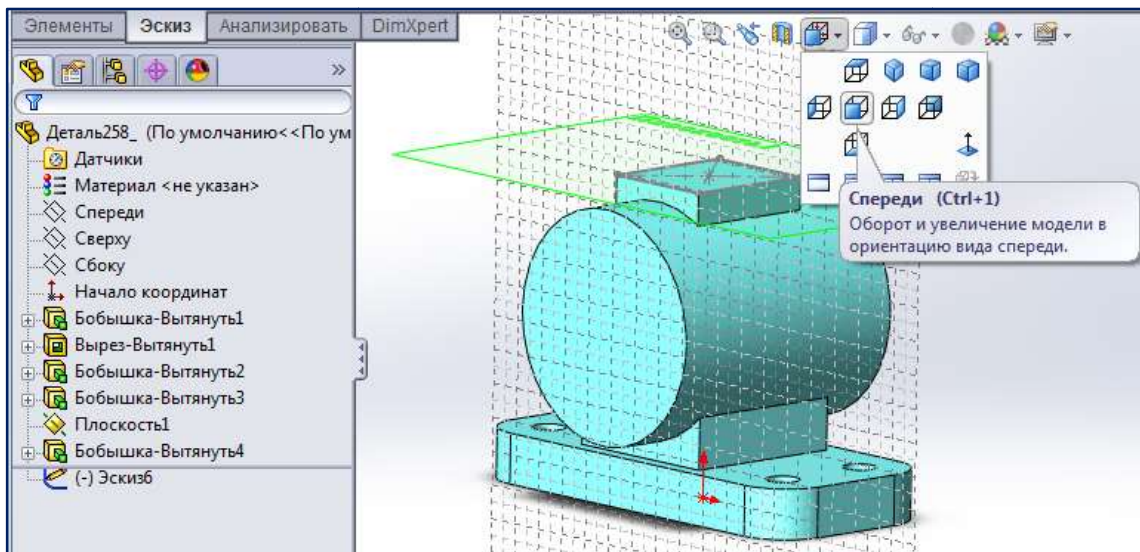 Элементы Эскиз Анализировать DimXpert
Деталь258_ (По умолчанию<<По ум
Датчики
Материал <не указан>
Спереди
Сверху
Сбоку
Начало координат
Бобышка-Вытянуть1
Вырез-Вытянуть1
Бобышка-Вытянуть2
Бобышка-Вытянуть3
Плоскость1
Бобышка-Вытянуть4
(-) Эскиз6
Спереди (Ctrl+1)
Оборот и увеличение модели в
ориентацию вида спереди.